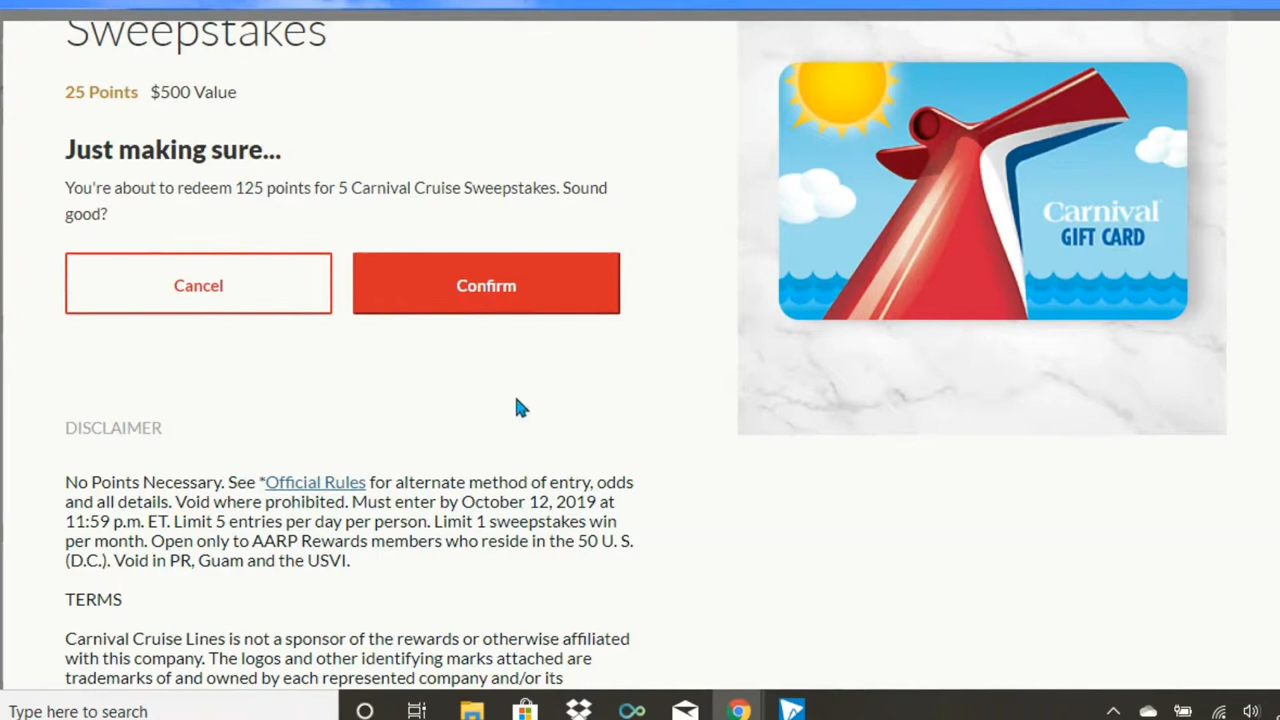 Sweepstakes
25 Points $500 Value
Just making sure...
You're about to redeem 125 points for 5 Carnival Cruise Sweepstakes. Sound
good?
Cancel
Confirm
Carnival
GIFT CARD
DISCLAIMER
No Points Necessary. See *Official Rules for alternate method of entry, odds
and all details. Void where prohibited. Must enter by October 12, 2019 at
11:59 p.m. ET. Limit 5 entries per day per person. Limit 1 sweepstakes win
per month. Open only to AARP Rewards members who reside in the 50 U. S.
(D.C.). Void in PR, Guam and the USVI.
TERMS
Carnival Cruise Lines is not a sponsor of the rewards or otherwise affiliated
with this company. The logos and other identifying marks attached are
trademarks of and owned by each represented company and/or its
Type here to search